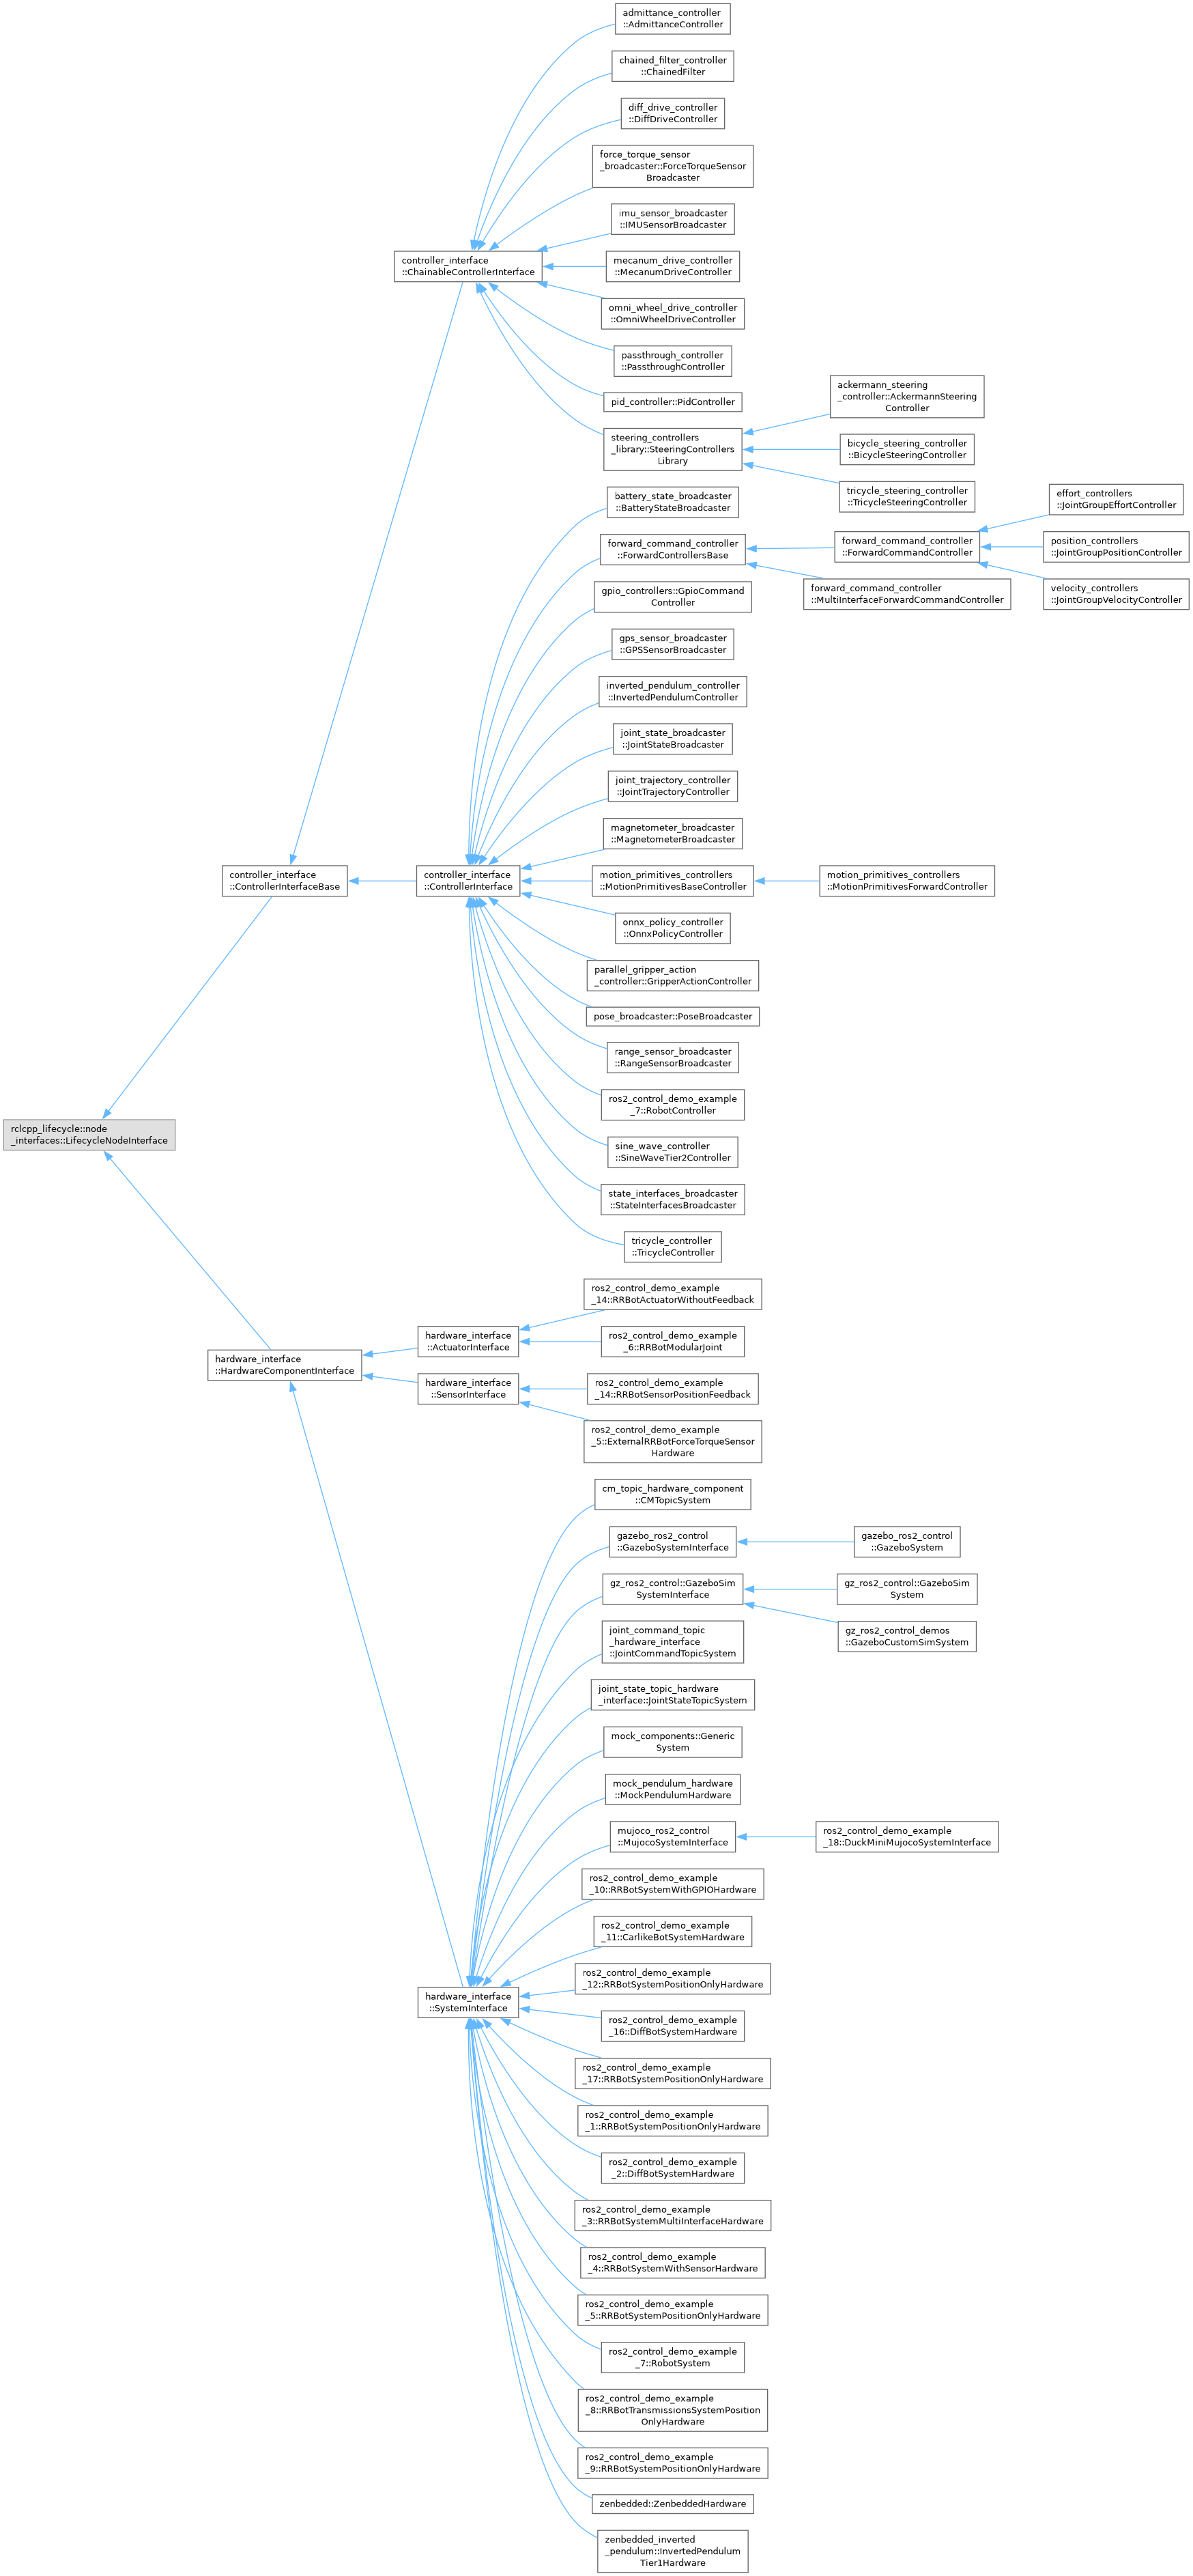 admittance_controller
::AdmittanceController
chained_filter_controller
::ChainedFilter
diff_drive_controller
::DiffDriveController
force_torque_sensor
_broadcaster::ForceTorqueSensor
Broadcaster
imu_sensor_broadcaster
::IMUSensorBroadcaster
controller_interface
::ChainableControllerInterface
mecanum_drive_controller
::MecanumDriveController
omni_wheel_drive_controller
::OmniWheelDriveController
passthrough_controller
::PassthroughController
pid_controller::PidController
steering_controllers
_library::SteeringControllers
Library
ackermann_steering
_controller::AckermannSteering
Controller
bicycle_steering_controller
::BicycleSteeringController
tricycle_steering_controller
::TricycleSteeringController
battery_state_broadcaster
::BatteryStateBroadcaster
forward_command_controller
::ForwardControllersBase
forward_command_controller
::ForwardCommandController
effort_controllers
::JointGroupEffortController
position_controllers
::JointGroupPositionController
velocity_controllers
::JointGroupVelocityController
forward_command_controller
::MultiInterfaceForwardCommandController
gpio_controllers::GpioCommand
Controller
gps_sensor_broadcaster
::GPSSensorBroadcaster
inverted_pendulum_controller
::InvertedPendulumController
joint_state_broadcaster
::JointStateBroadcaster
joint_trajectory_controller
::JointTrajectoryController
magnetometer_broadcaster
::MagnetometerBroadcaster
controller_interface
::ControllerInterfaceBase
controller_interface
::ControllerInterface
motion_primitives_controllers
::MotionPrimitivesBaseController
motion_primitives_controllers
::MotionPrimitivesForwardController
onnx_policy_controller
::OnnxPolicyController
parallel_gripper_action
_controller::GripperActionController
pose_broadcaster::PoseBroadcaster
range_sensor_broadcaster
::RangeSensorBroadcaster
ros2_control_demo_example
_7::RobotController
rclcpp_lifecycle::node
_interfaces::LifecycleNodeInterface
sine_wave_controller
::SineWaveTier2Controller
state_interfaces_broadcaster
::StateInterfacesBroadcaster
tricycle_controller
::TricycleController
ros2_control_demo_example
_14::RRBotActuatorWithoutFeedback
hardware_interface
::ActuatorInterface
ros2_control_demo_example
_6::RRBotModularJoint
hardware_interface
::HardwareComponentInterface
hardware_interface
::SensorInterface
ros2_control_demo_example
_14::RRBotSensorPositionFeedback
ros2_control_demo_example
_5::ExternalRRBotForceTorqueSensor
Hardware
cm_topic_hardware_component
::CMTopicSystem
gazebo_ros2_control
::GazeboSystemInterface
gazebo_ros2_control
::GazeboSystem
gz_ros2_control::GazeboSim
SystemInterface
gz_ros2_control::GazeboSim
System
gz_ros2_control_demos
::GazeboCustomSimSystem
joint_command_topic
_hardware_interface
::JointCommandTopicSystem
joint_state_topic_hardware
_interface::JointStateTopicSystem
mock_components::Generic
System
mock_pendulum_hardware
::MockPendulumHardware
mujoco_ros2_control
::MujocoSystemInterface
ros2_control_demo_example
_18::DuckMiniMujocoSystemInterface
ros2_control_demo_example
_10::RRBotSystemWithGPIOHardware
ros2_control_demo_example
_11::CarlikeBotSystemHardware
ros2_control_demo_example
_12::RRBotSystemPositionOnlyHardware
hardware_interface
::SystemInterface
ros2_control_demo_example
_16::DiffBotSystemHardware
ros2_control_demo_example
_17::RRBotSystemPositionOnlyHardware
ros2_control_demo_example
_1::RRBotSystemPositionOnlyHardware
ros2_control_demo_example
_2::DiffBotSystemHardware
ros2_control_demo_example
_3::RRBotSystemMultiInterfaceHardware
ros2_control_demo_example
_4::RRBotSystemWithSensorHardware
ros2_control_demo_example
_5::RRBotSystemPositionOnlyHardware
ros2_control_demo_example
_7::RobotSystem
ros2_control_demo_example
_8::RRBotTransmissionsSystemPosition
OnlyHardware
ros2_control_demo_example
_9::RRBotSystemPositionOnlyHardware
zenbedded::ZenbeddedHardware
zenbedded_inverted
_pendulum::InvertedPendulum
Tier1Hardware